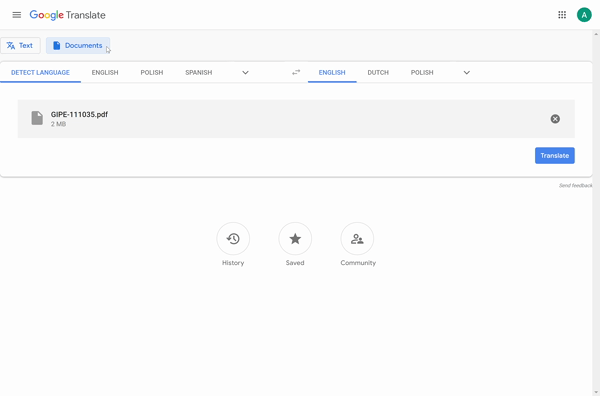 Google Translate
A
Text
Documents
DETECT LANGUAGE ENGLISH POLISH SPANISH ENGLISH DUTCH POLISH
GIPE-111035.pdf
2 MB
Translate
Send feedback
History Saved Community